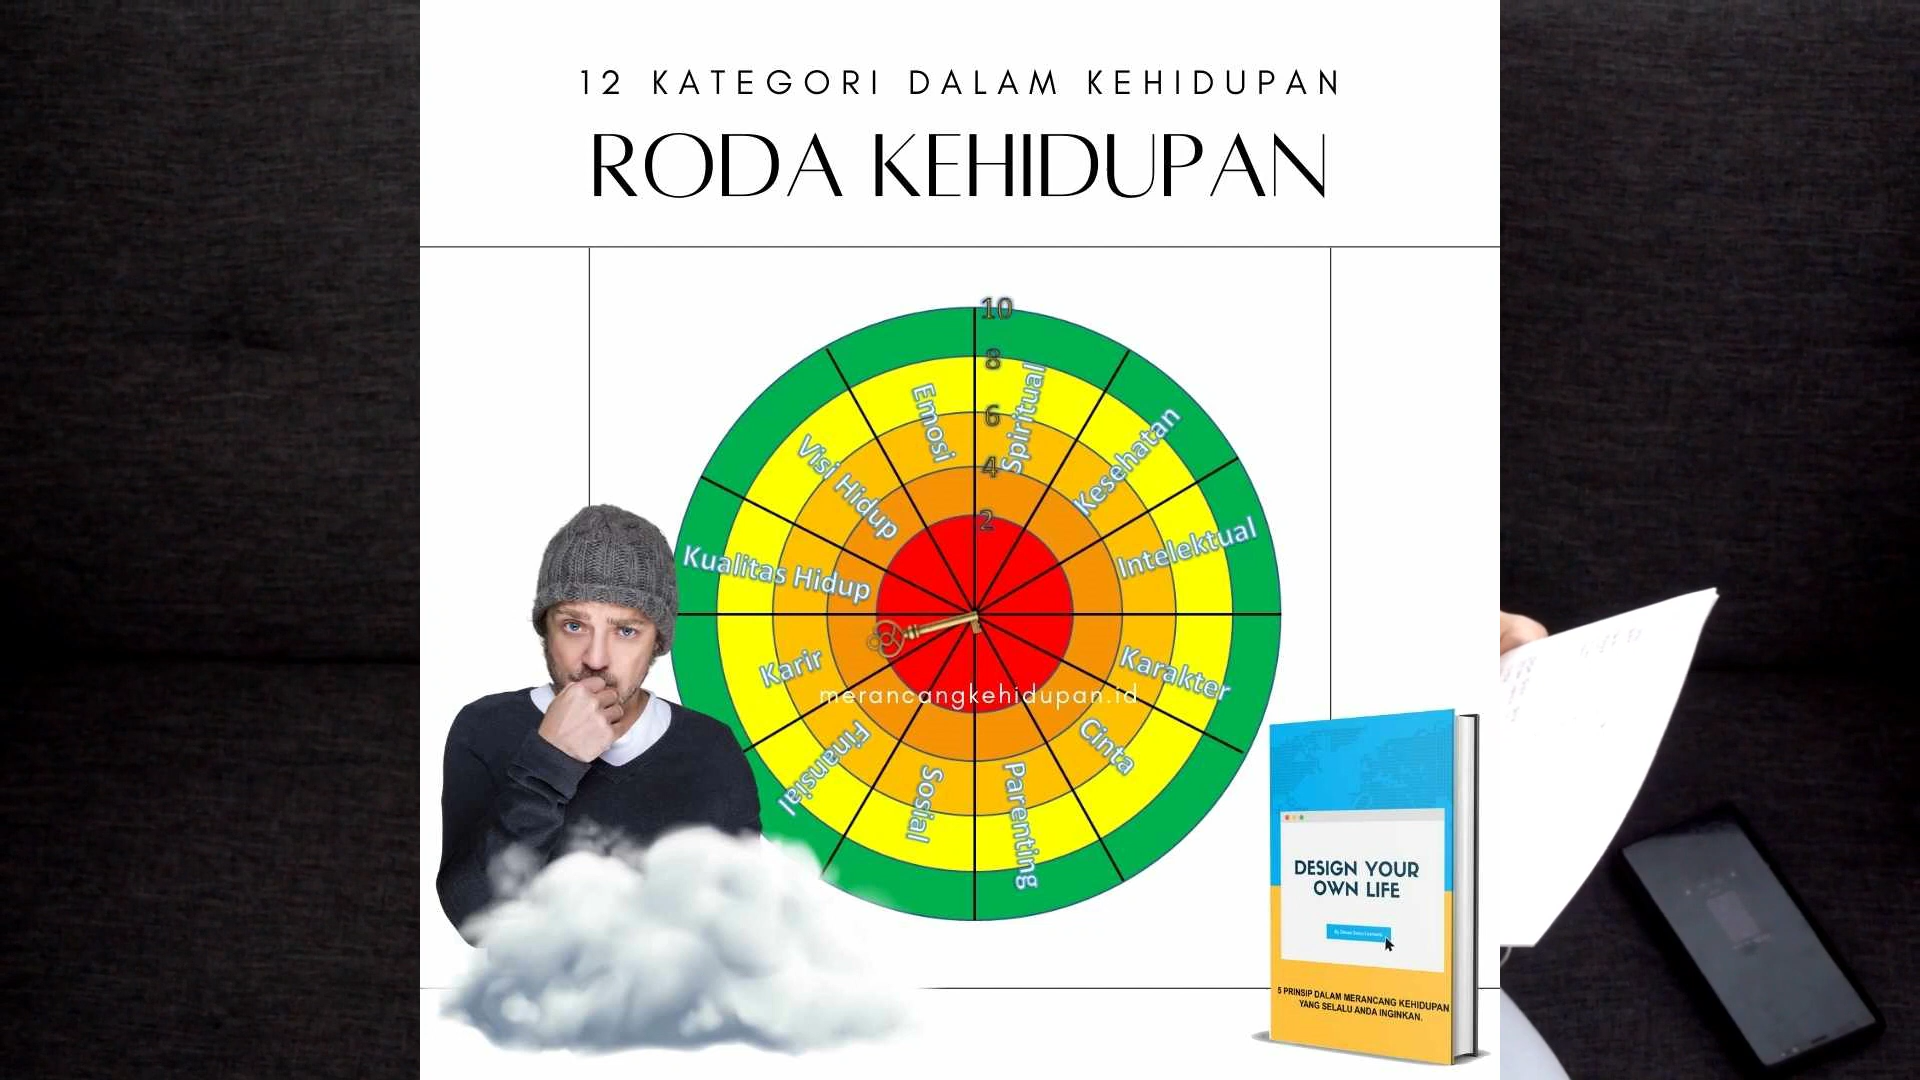 12 KATEGORI DALAM KEHIDUPAN
RODA KEHIDUPAN
10
8
6
4
2
Spiritual
Kesehatan
Intelektual
Karakter
Cinta
Parenting
Sosial
Finansial
Karir
Kualitas Hidup
Visi Hidup
Emosi
merancangkehidupan.id
DESIGN YOUR
OWN LIFE
5 PRINSIP DALAM MERANCANG KEHIDUPAN
YANG SELALU ANDA INGINKAN.